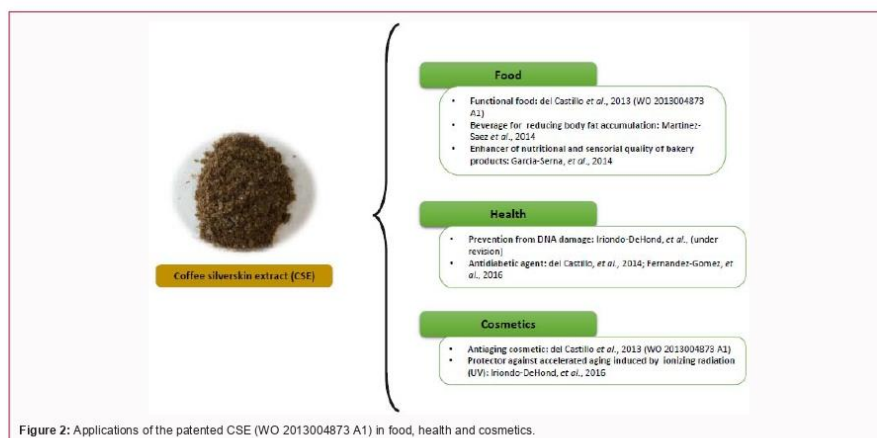 Coffee silverskin extract (CSE)
Food
• Functional food: del Castillo et al., 2013 (WO 2013004873
A1)
• Beverage for reducing body fat accumulation: Martinez-
Saez et al., 2014
• Enhancer of nutritional and sensorial quality of bakery
products: Garcia-Serna, et al., 2014
Health
• Prevention from DNA damage: Iriondo-DeHond, et al., (under
revision)
• Antidiabetic agent: del Castillo, et al., 2014; Fernandez-Gomez, et
al., 2016
Cosmetics
• Antiaging cosmetic: del Castillo et al., 2013 (WO 2013004873 A1)
• Protector against accelerated aging induced by ionizing radiation
(UV): Iriondo-DeHond, et al., 2016
Figure 2: Applications of the patented CSE (WO 2013004873 A1) in food, health and cosmetics.